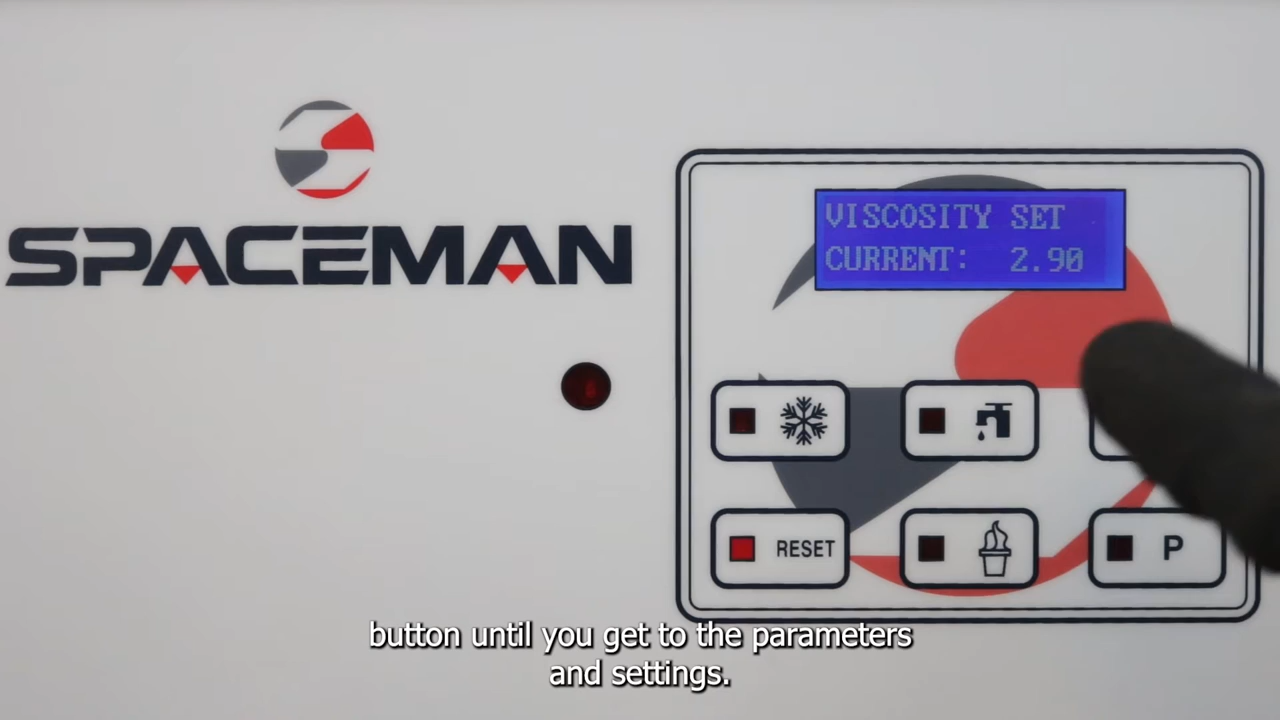 SPACEMAN
VISCOSITY SET
CURRENT: 2.90
RESET
P
button until you get to the parameters
and settings.